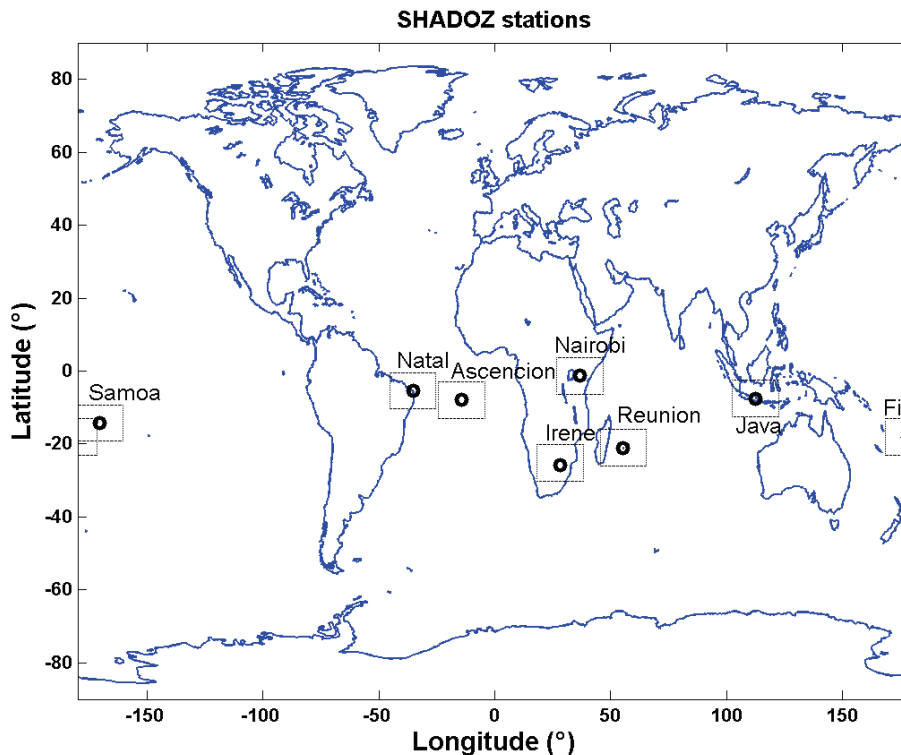 SHADOZ stations
80
60
40
20
0
-20
-40
-60
-80
Latitude (°)
Nairobi
Natal
Ascencion
Samoa
Reunion
Fi
Irene
Java
-150
-100
-50
0
50
100
150
Longitude (°)